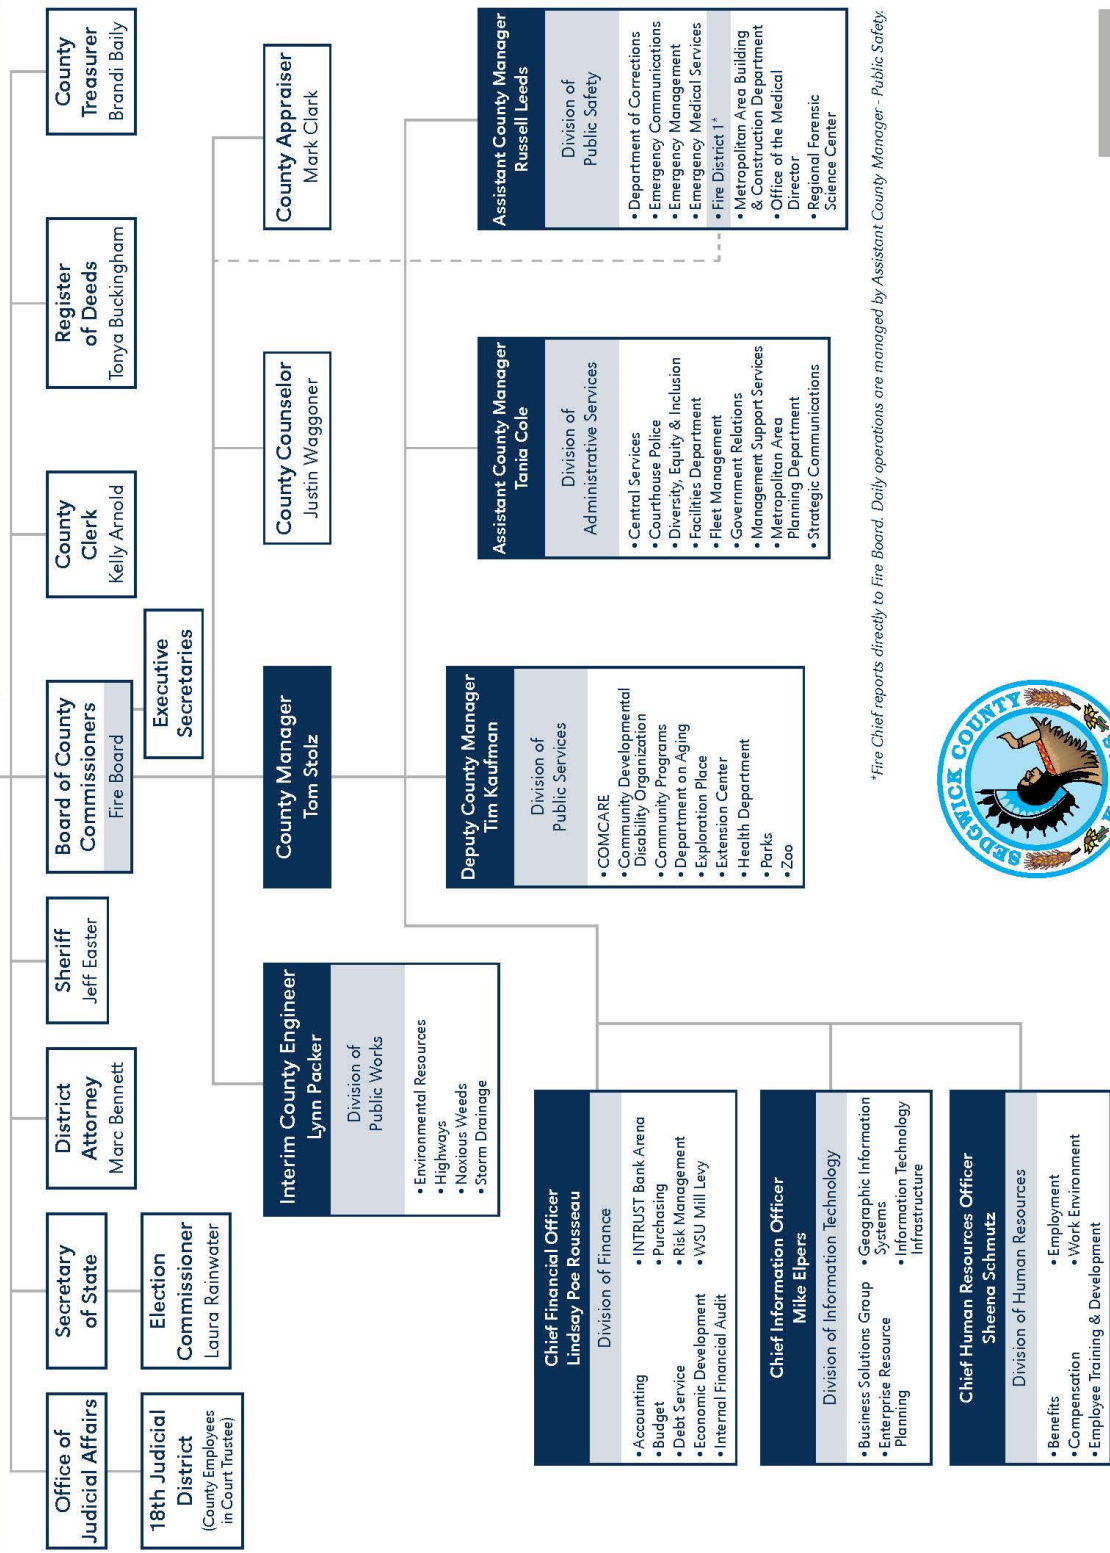 Office of
Judicial Affairs
18th Judicial
District
(County Employees
in Court Trustee)
Secretary
of State
Election
Commissioner
Laura Rainwater
District
Attorney
Marc Bennett
Sheriff
Jeff Easter
Board of County
Commissioners
Fire Board
Executive
Secretaries
County
Clerk
Kelly Arnold
Register
of Deeds
Tonya Buckingham
County
Treasurer
Brandi Baily
Interim County Engineer
Lynn Packer
Division of
Public Works
• Environmental Resources
• Highways
• Noxious Weeds
• Storm Drainage
County Manager
Tom Stolz
County Counselor
Justin Waggoner
County Appraiser
Mark Clark
Chief Financial Officer
Lindsay Poe Rousseau
Division of Finance
• Accounting
• Budget
• Debt Service
• Economic Development
• Internal Financial Audit
• INTRUST Bank Arena
• Purchasing
• Risk Management
• WSU Mill Levy
Chief Information Officer
Mike Elpers
Division of Information Technology
• Business Solutions Group
• Enterprise Resource
Planning
• Geographic Information
Systems
• Information Technology
Infrastructure
Chief Human Resources Officer
Sheena Schmutz
Division of Human Resources
• Benefits
• Compensation
• Employee Training & Development
• Employment
• Work Environment
Deputy County Manager
Tim Kaufman
Division of
Public Services
• COMCARE
• Community Developmental
Disability Organization
• Community Programs
• Department on Aging
• Exploration Place
• Extension Center
• Health Department
• Parks
• Zoo
Assistant County Manager
Tania Cole
Division of
Administrative Services
• Central Services
• Courthouse Police
• Diversity, Equity & Inclusion
• Facilities Department
• Fleet Management
• Government Relations
• Management Support Services
• Metropolitan Area
Planning Department
• Strategic Communications
Assistant County Manager
Russell Leeds
Division of
Public Safety
• Department of Corrections
• Emergency Communications
• Emergency Management
• Emergency Medical Services
• Fire District 1*
• Metropolitan Area Building
& Construction Department
• Office of the Medical
Director
• Regional Forensic
Science Center
*Fire Chief reports directly to Fire Board. Daily operations are managed by Assistant County Manager - Public Safety.
SEDGWICK COUNTY